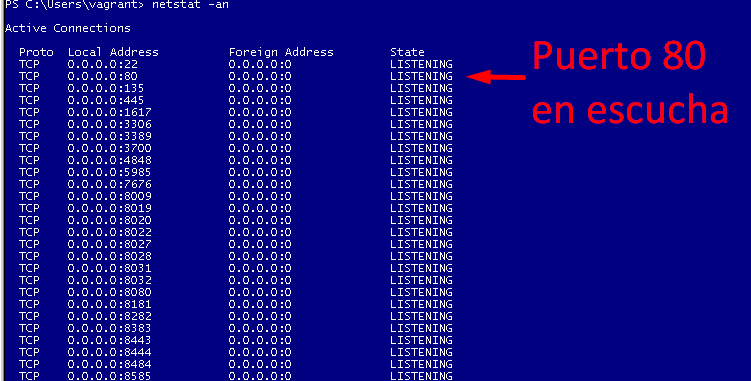 PS C:\Users\vagrant> netstat -an
Active Connections
Proto Local Address Foreign Address State
TCP 0.0.0.0:22 0.0.0.0:0 LISTENING
TCP 0.0.0.0:80 0.0.0.0:0 LISTENING
TCP 0.0.0.0:135 0.0.0.0:0 LISTENING
TCP 0.0.0.0:445 0.0.0.0:0 LISTENING
TCP 0.0.0.0:1617 0.0.0.0:0 LISTENING
TCP 0.0.0.0:3306 0.0.0.0:0 LISTENING
TCP 0.0.0.0:3389 0.0.0.0:0 LISTENING
TCP 0.0.0.0:3700 0.0.0.0:0 LISTENING
TCP 0.0.0.0:4848 0.0.0.0:0 LISTENING
TCP 0.0.0.0:5985 0.0.0.0:0 LISTENING
TCP 0.0.0.0:7676 0.0.0.0:0 LISTENING
TCP 0.0.0.0:8009 0.0.0.0:0 LISTENING
TCP 0.0.0.0:8019 0.0.0.0:0 LISTENING
TCP 0.0.0.0:8020 0.0.0.0:0 LISTENING
TCP 0.0.0.0:8022 0.0.0.0:0 LISTENING
TCP 0.0.0.0:8027 0.0.0.0:0 LISTENING
TCP 0.0.0.0:8028 0.0.0.0:0 LISTENING
TCP 0.0.0.0:8031 0.0.0.0:0 LISTENING
TCP 0.0.0.0:8032 0.0.0.0:0 LISTENING
TCP 0.0.0.0:8080 0.0.0.0:0 LISTENING
TCP 0.0.0.0:8181 0.0.0.0:0 LISTENING
TCP 0.0.0.0:8282 0.0.0.0:0 LISTENING
TCP 0.0.0.0:8383 0.0.0.0:0 LISTENING
TCP 0.0.0.0:8443 0.0.0.0:0 LISTENING
TCP 0.0.0.0:8444 0.0.0.0:0 LISTENING
TCP 0.0.0.0:8484 0.0.0.0:0 LISTENING
TCP 0.0.0.0:8585 0.0.0.0:0 LISTENING
Puerto 80
en escucha